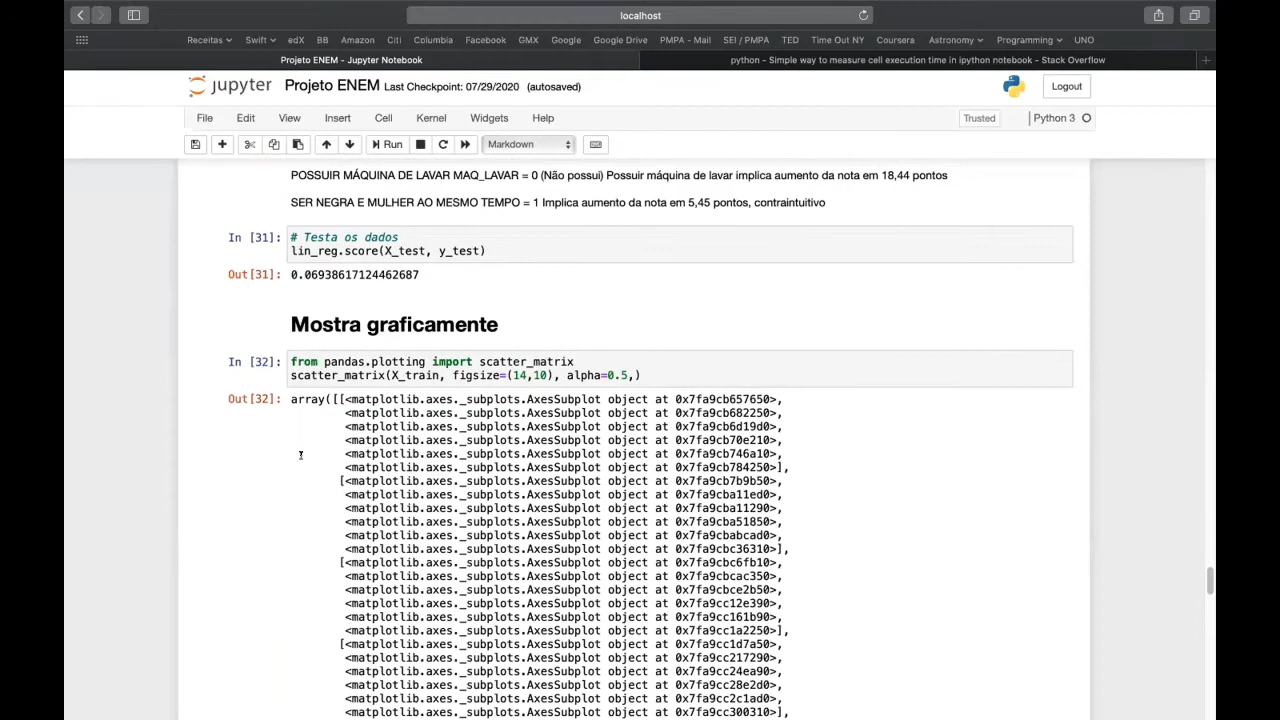 localhost
Receitas Swift edX BB Amazon Citi Columbia Facebook GMX Google Google Drive PMPA - Mail SEI / PMPA TED Time Out NY Coursera Astronomy Programming UNO
Projeto ENEM - Jupyter Notebook python - Simple way to measure cell execution time in ipython notebook - Stack Overflow
jupyter Projeto ENEM Last Checkpoint: 07/29/2020 (autosaved) Logout
File Edit View Insert Cell Kernel Widgets Help Trusted Python 3
Run Markdown
POSSUIR MÁQUINA DE LAVAR MAQ_LAVAR = 0 (Não possui) Possuir máquina de lavar implica aumento da nota em 18,44 pontos
SER NEGRA E MULHER AO MESMO TEMPO = 1 Implica aumento da nota em 5,45 pontos, contraintuitivo
In [31]: # Testa os dados
lin_reg.score(X_test, y_test)
Out[31]: 0.06938617124462687
Mostra graficamente
In [32]: from pandas.plotting import scatter_matrix
scatter_matrix(X_train, figsize=(14,10), alpha=0.5,)
Out[32]: array([[<matplotlib.axes._subplots.AxesSubplot object at 0x7fa9cb657650>,
<matplotlib.axes._subplots.AxesSubplot object at 0x7fa9cb682250>,
<matplotlib.axes._subplots.AxesSubplot object at 0x7fa9cb6d19d0>,
<matplotlib.axes._subplots.AxesSubplot object at 0x7fa9cb70e210>,
<matplotlib.axes._subplots.AxesSubplot object at 0x7fa9cb746a10>,
<matplotlib.axes._subplots.AxesSubplot object at 0x7fa9cb784250>],
[<matplotlib.axes._subplots.AxesSubplot object at 0x7fa9cb7b9b50>,
<matplotlib.axes._subplots.AxesSubplot object at 0x7fa9cba11ed0>,
<matplotlib.axes._subplots.AxesSubplot object at 0x7fa9cba11290>,
<matplotlib.axes._subplots.AxesSubplot object at 0x7fa9cba51850>,
<matplotlib.axes._subplots.AxesSubplot object at 0x7fa9cbabcad0>,
<matplotlib.axes._subplots.AxesSubplot object at 0x7fa9cbc36310>],
[<matplotlib.axes._subplots.AxesSubplot object at 0x7fa9cbc6fb10>,
<matplotlib.axes._subplots.AxesSubplot object at 0x7fa9cbcac350>,
<matplotlib.axes._subplots.AxesSubplot object at 0x7fa9cbce2b50>,
<matplotlib.axes._subplots.AxesSubplot object at 0x7fa9cc12e390>,
<matplotlib.axes._subplots.AxesSubplot object at 0x7fa9cc161b90>,
<matplotlib.axes._subplots.AxesSubplot object at 0x7fa9cc1a2250>],
[<matplotlib.axes._subplots.AxesSubplot object at 0x7fa9cc1d7a50>,
<matplotlib.axes._subplots.AxesSubplot object at 0x7fa9cc217290>,
<matplotlib.axes._subplots.AxesSubplot object at 0x7fa9cc24ea90>,
<matplotlib.axes._subplots.AxesSubplot object at 0x7fa9cc28e2d0>,
<matplotlib.axes._subplots.AxesSubplot object at 0x7fa9cc2c1ad0>,
<matplotlib.axes._subplots.AxesSubplot object at 0x7fa9cc300310>],